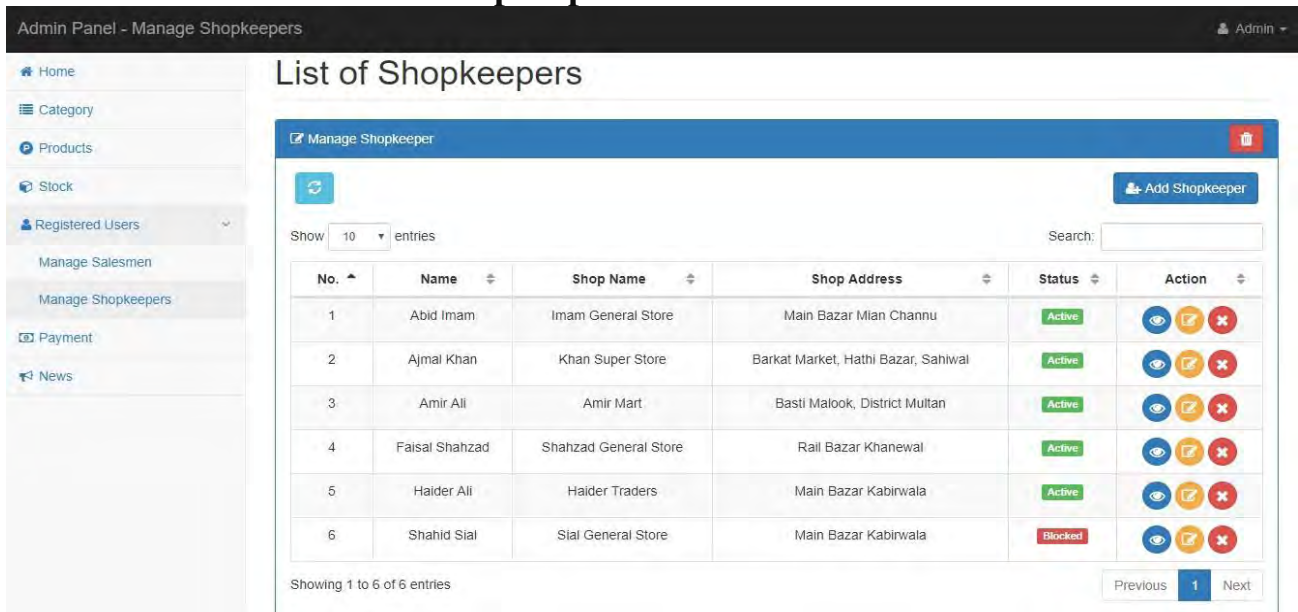 Admin Panel - Manage Shopkeepers Admin
Home
Category
Products
Stock
Registered Users
Manage Salesmen
Manage Shopkeepers
Payment
News
List of Shopkeepers
Manage Shopkeeper
Add Shopkeeper
Show 10 entries Search:
No. Name Shop Name Shop Address Status Action
1 Abid Imam Imam General Store Main Bazar Mian Channu Active
2 Ajmal Khan Khan Super Store Barkat Market, Hathi Bazar, Sahiwal Active
3 Amir Ali Amir Mart Basti Malook, District Multan Active
4 Faisal Shahzad Shahzad General Store Rail Bazar Khanewal Active
5 Haider Ali Haider Traders Main Bazar Kabirwala Active
6 Shahid Sial Sial General Store Main Bazar Kabirwala Blocked
Showing 1 to 6 of 6 entries Previous 1 Next